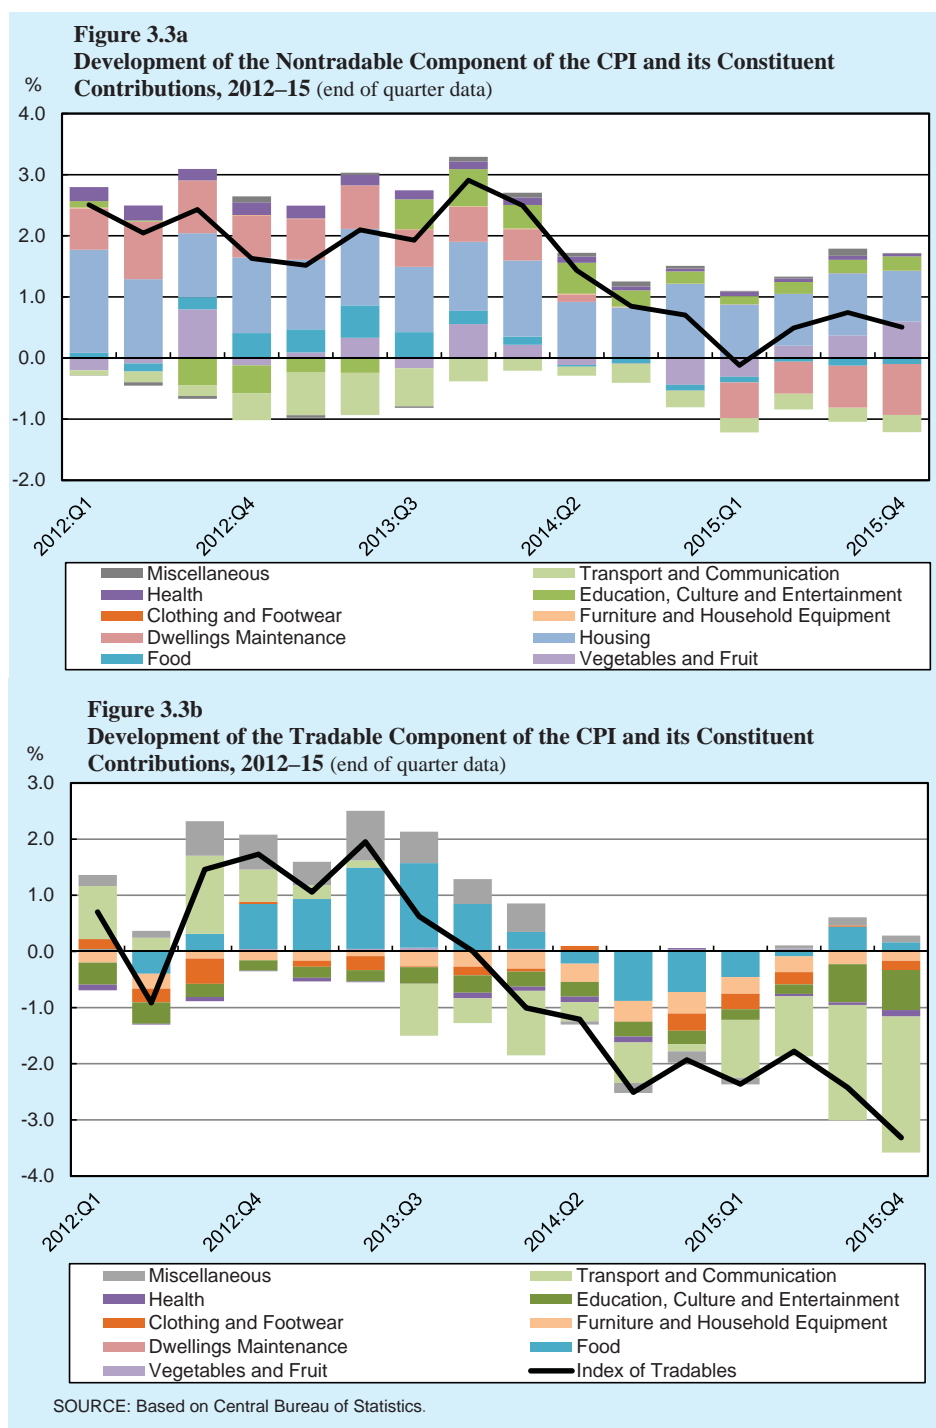 Figure 3.3a
Development of the Nontradable Component of the CPI and its Constituent
Contributions, 2012–15 (end of quarter data)
%
4.0
3.0
2.0
1.0
0.0
-1.0
-2.0
2012:Q1
2012:Q4
2013:Q3
2014:Q2
2015:Q1
2015:Q4
Miscellaneous
Transport and Communication
Health
Education, Culture and Entertainment
Clothing and Footwear
Furniture and Household Equipment
Dwellings Maintenance
Housing
Food
Vegetables and Fruit
Figure 3.3b
Development of the Tradable Component of the CPI and its Constituent
Contributions, 2012–15 (end of quarter data)
%
3.0
2.0
1.0
0.0
-1.0
-2.0
-3.0
-4.0
2012:Q1
2012:Q4
2013:Q3
2014:Q2
2015:Q1
2015:Q4
Miscellaneous
Transport and Communication
Health
Education, Culture and Entertainment
Clothing and Footwear
Furniture and Household Equipment
Dwellings Maintenance
Food
Vegetables and Fruit
Index of Tradables
SOURCE: Based on Central Bureau of Statistics.